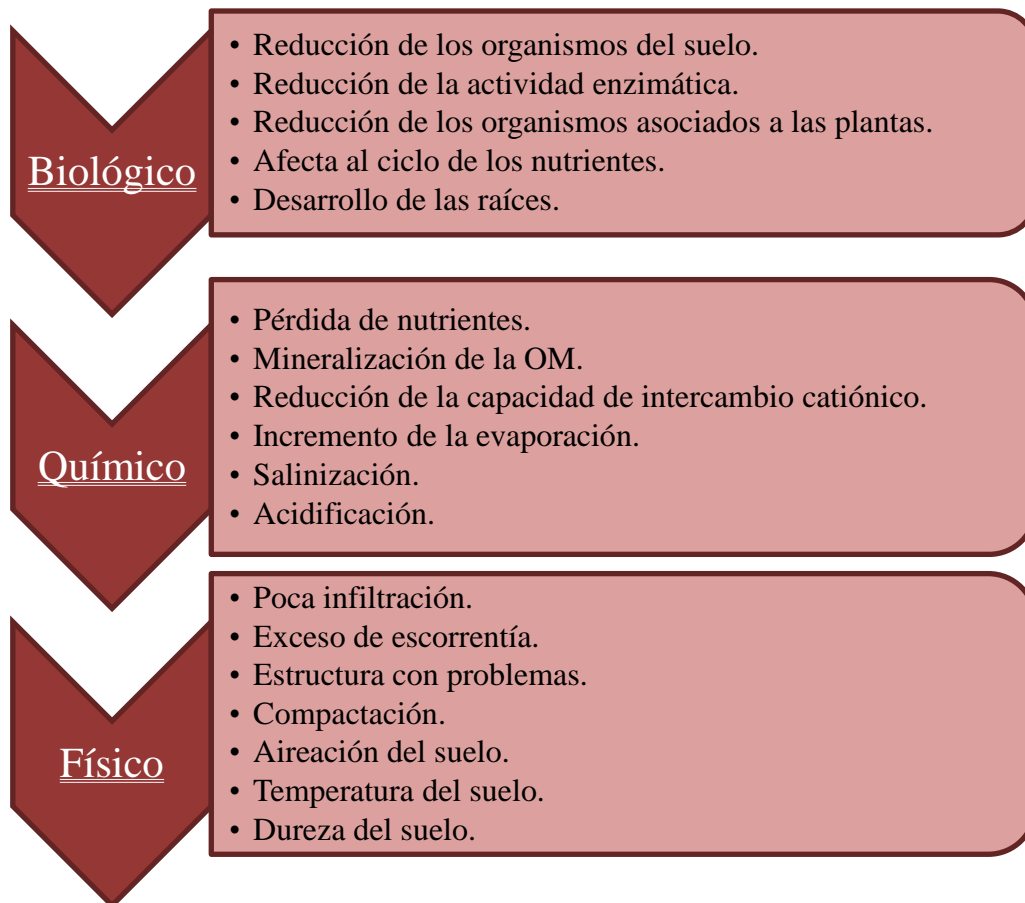 Biológico
• Reducción de los organismos del suelo.
• Reducción de la actividad enzimática.
• Reducción de los organismos asociados a las plantas.
• Afecta al ciclo de los nutrientes.
• Desarrollo de las raíces.
Químico
• Pérdida de nutrientes.
• Mineralización de la OM.
• Reducción de la capacidad de intercambio catiónico.
• Incremento de la evaporación.
• Salinización.
• Acidificación.
Físico
• Poca infiltración.
• Exceso de escorrentía.
• Estructura con problemas.
• Compactación.
• Aireación del suelo.
• Temperatura del suelo.
• Dureza del suelo.